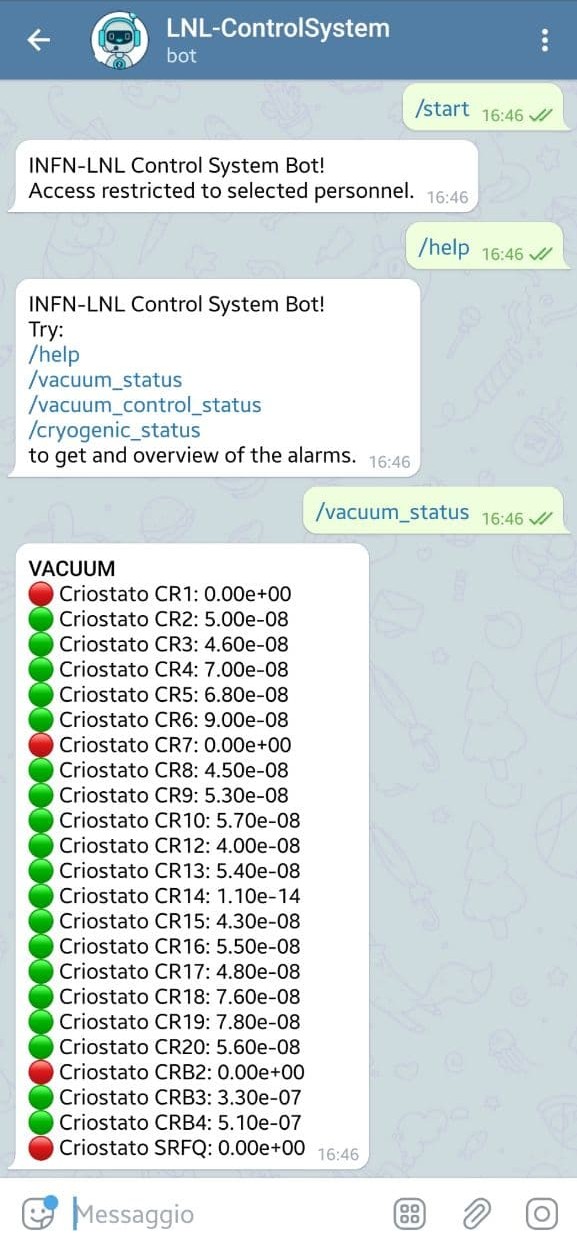 LNL-ControlSystem
bot
/start 16:46
INFN-LNL Control System Bot!
Access restricted to selected personnel. 16:46
/help 16:46
INFN-LNL Control System Bot!
Try:
/help
/vacuum_status
/vacuum_control_status
/cryogenic_status
to get and overview of the alarms. 16:46
/vacuum_status 16:46
VACUUM
Criostato CR1: 0.00e+00
Criostato CR2: 5.00e-08
Criostato CR3: 4.60e-08
Criostato CR4: 7.00e-08
Criostato CR5: 6.80e-08
Criostato CR6: 9.00e-08
Criostato CR7: 0.00e+00
Criostato CR8: 4.50e-08
Criostato CR9: 5.30e-08
Criostato CR10: 5.70e-08
Criostato CR12: 4.00e-08
Criostato CR13: 5.40e-08
Criostato CR14: 1.10e-14
Criostato CR15: 4.30e-08
Criostato CR16: 5.50e-08
Criostato CR17: 4.80e-08
Criostato CR18: 7.60e-08
Criostato CR19: 7.80e-08
Criostato CR20: 5.60e-08
Criostato CRB2: 0.00e+00
Criostato CRB3: 3.30e-07
Criostato CRB4: 5.10e-07
Criostato SRFQ: 0.00e+00 16:46
Messaggio